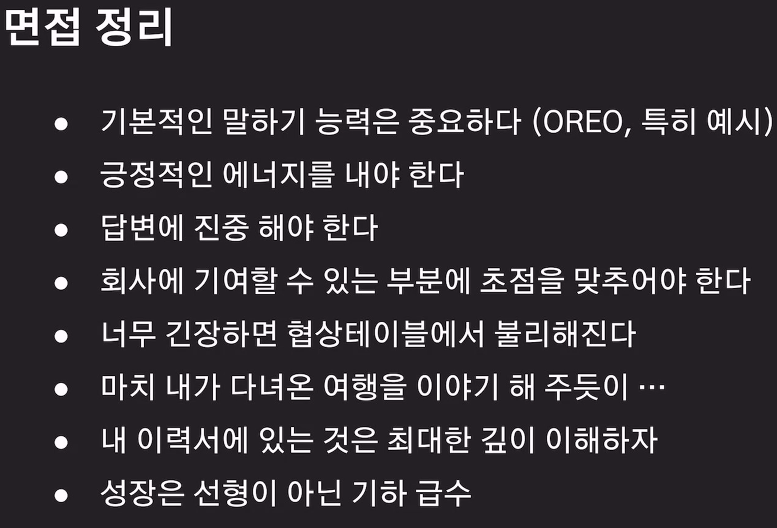 면접 정리
● 기본적인 말하기 능력은 중요하다 (OREO, 특히 예시)
● 긍정적인 에너지를 내야 한다
● 답변에 진중 해야 한다
● 회사에 기여할 수 있는 부분에 초점을 맞추어야 한다
● 너무 긴장하면 협상테이블에서 불리해진다
● 마치 내가 다녀온 여행을 이야기 해 주듯이 …
● 내 이력서에 있는 것은 최대한 깊이 이해하자
● 성장은 선형이 아닌 기하 급수